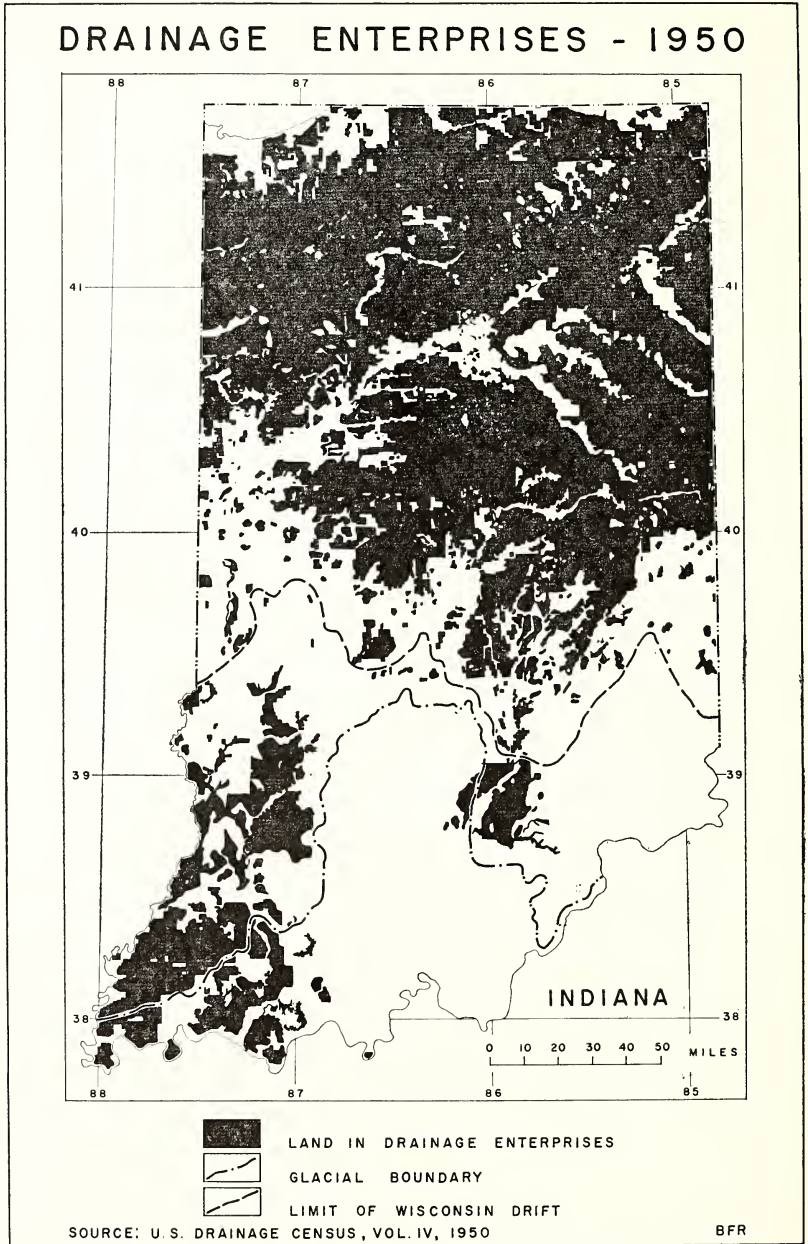 DRAINAGE ENTERPRISES - 1950
88 87 86 85
41 41
40 40
39 39
INDIANA
38 38
0 10 20 30 40 50 MILES
88 87 86 85
LAND IN DRAINAGE ENTERPRISES
GLACIAL BOUNDARY
LIMIT OF WISCONSIN DRIFT
SOURCE: U.S. DRAINAGE CENSUS, VOL. IV, 1950 BFR